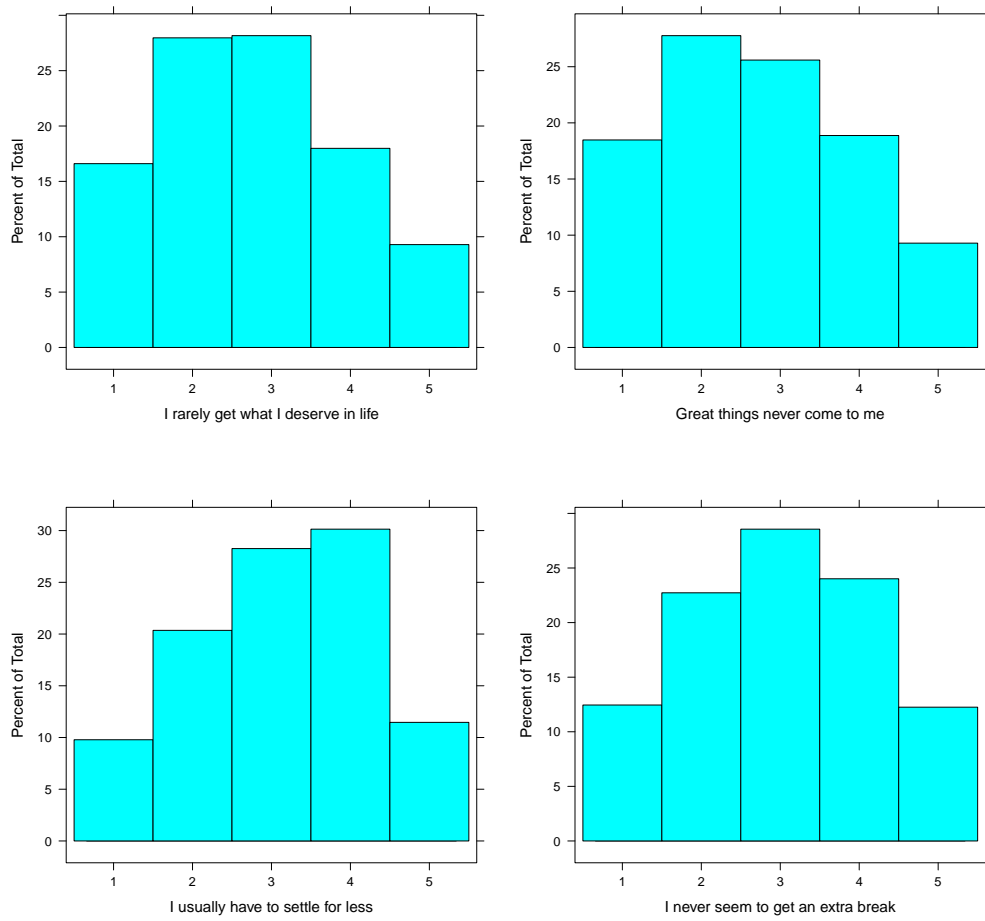 Percent of Total
25
20
15
10
5
0
1 2 3 4 5
I rarely get what I deserve in life
Percent of Total
25
20
15
10
5
0
1 2 3 4 5
Great things never come to me
Percent of Total
30
25
20
15
10
5
0
1 2 3 4 5
I usually have to settle for less
Percent of Total
25
20
15
10
5
0
1 2 3 4 5
I never seem to get an extra break